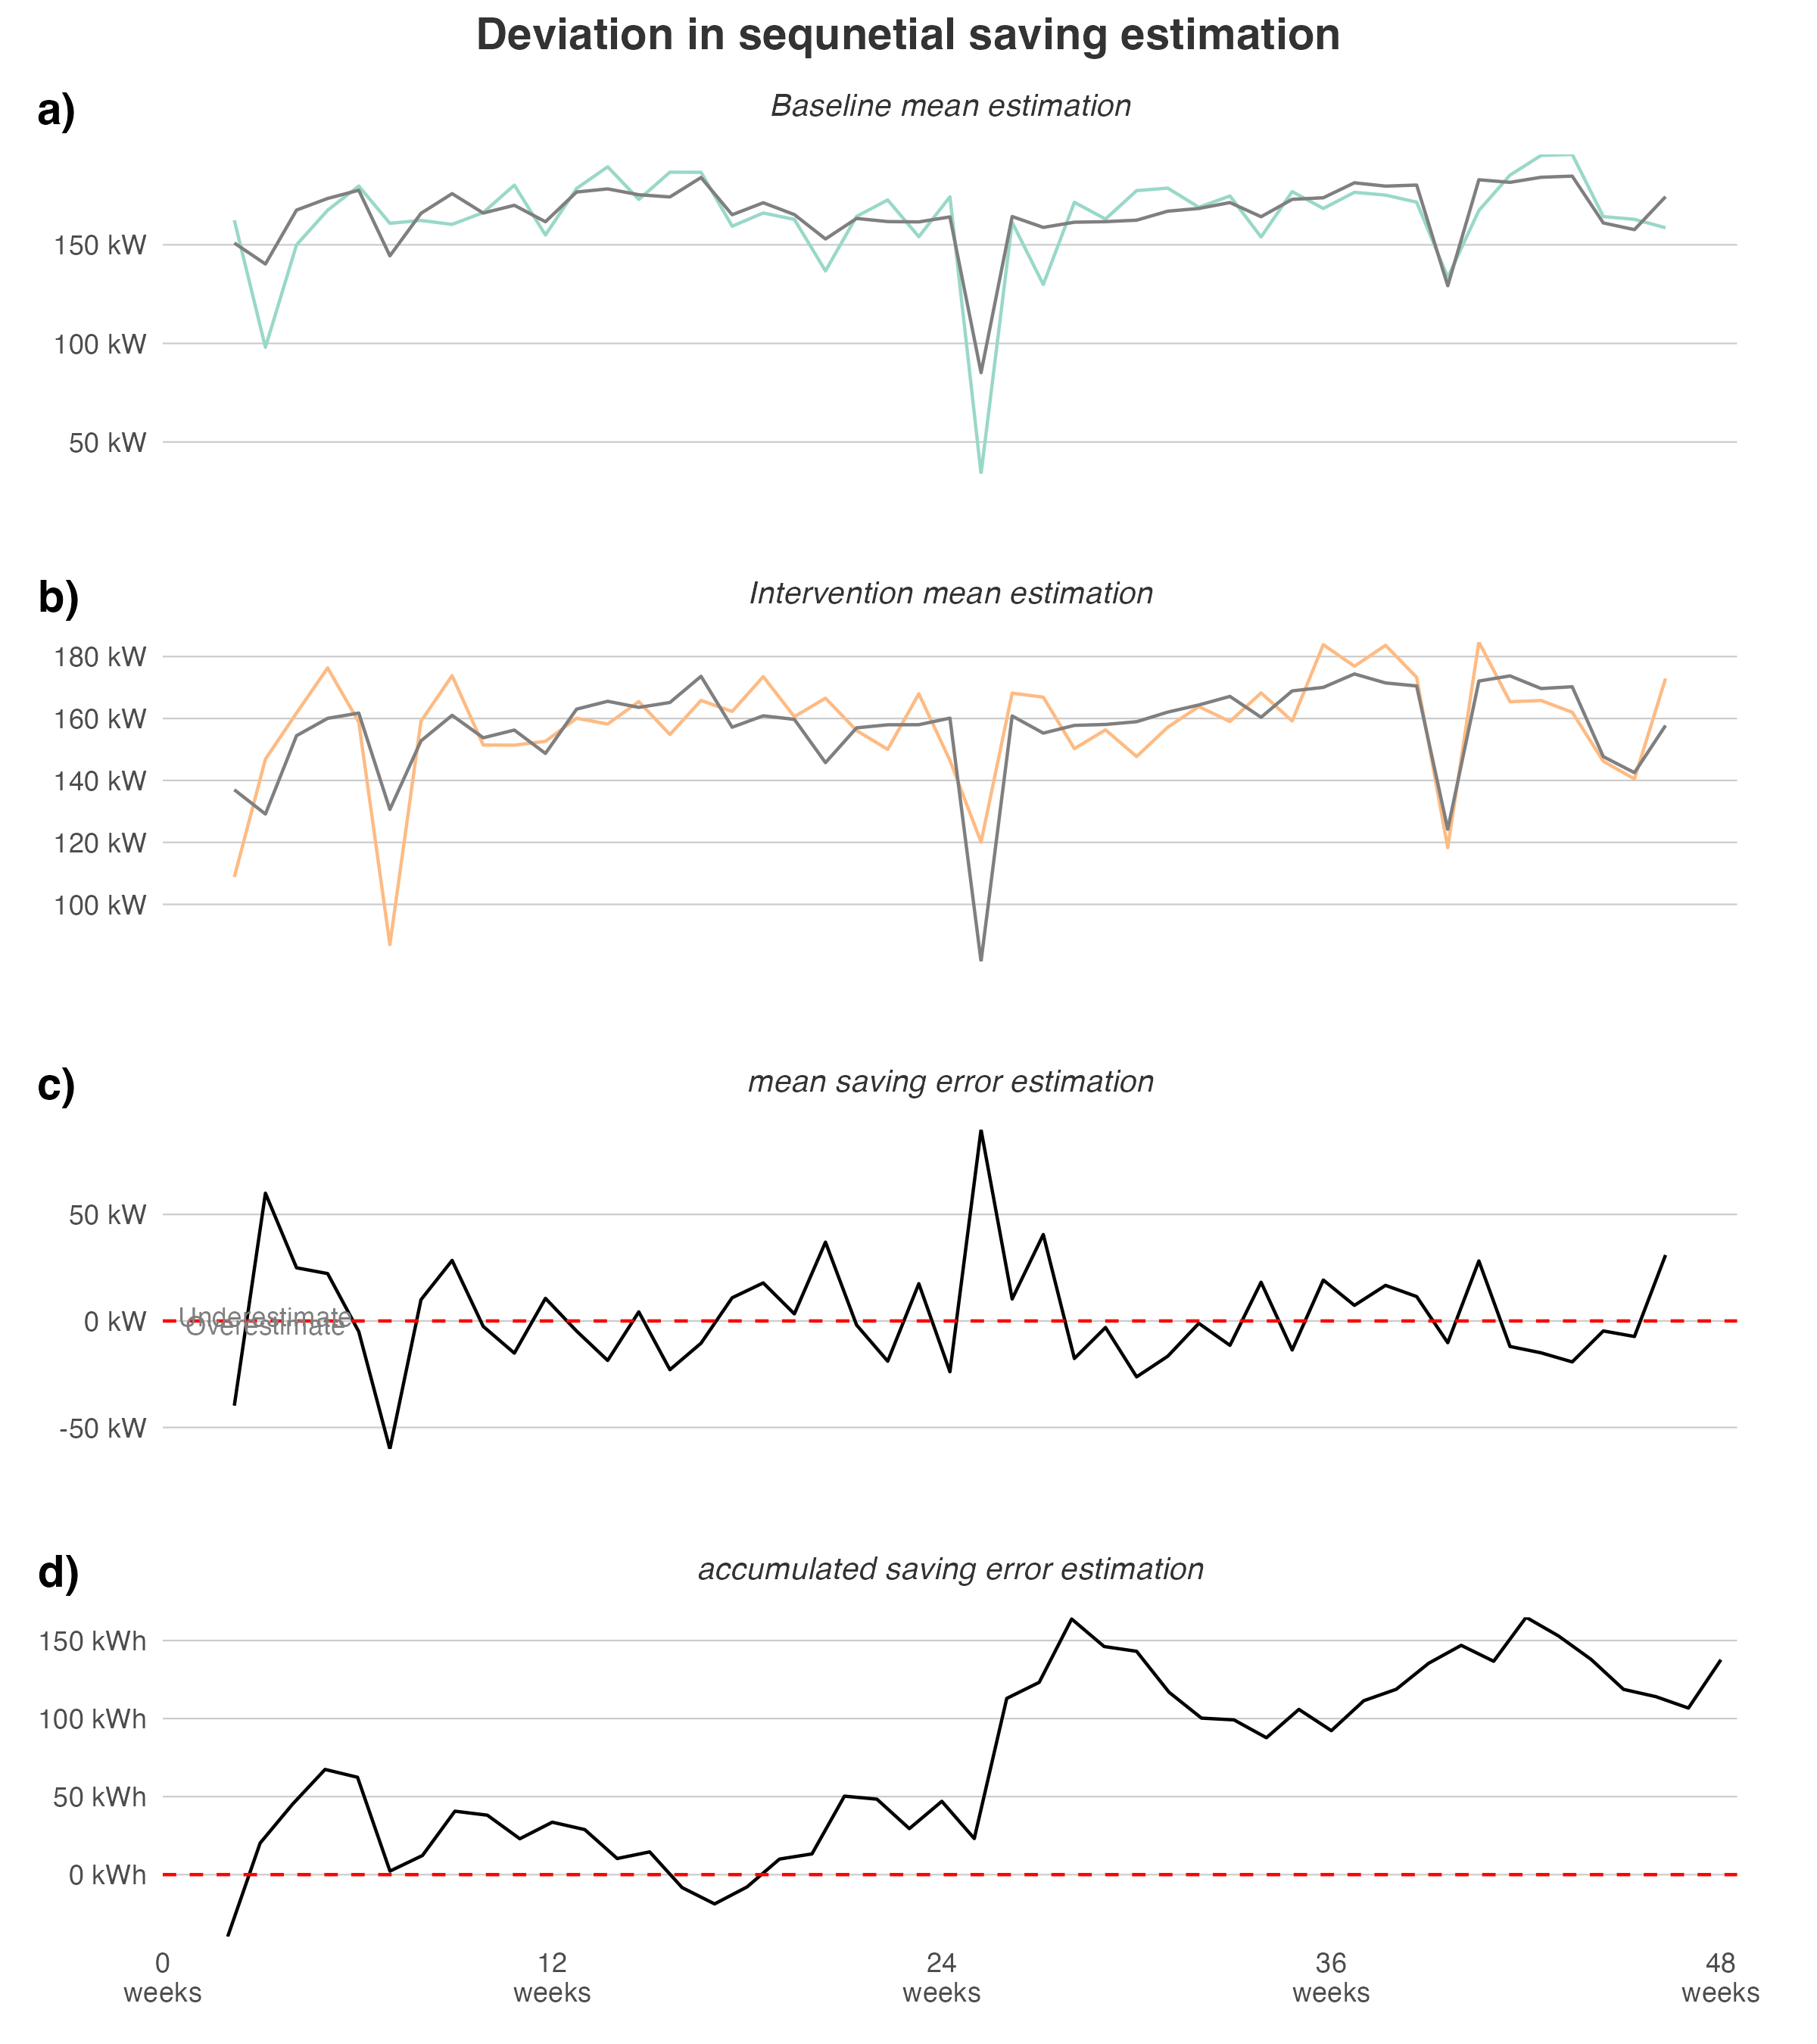 Deviation in sequnetial saving estimation
a)
Baseline mean estimation
150 kW
100 kW
50 kW
b)
Intervention mean estimation
180 kW
160 kW
140 kW
120 kW
100 kW
c)
mean saving error estimation
50 kW
0 kW
-50 kW
Underestimate
Overestimate
d)
accumulated saving error estimation
150 kWh
100 kWh
50 kWh
0 kWh
0 12 24 36 48
weeks weeks weeks weeks weeks